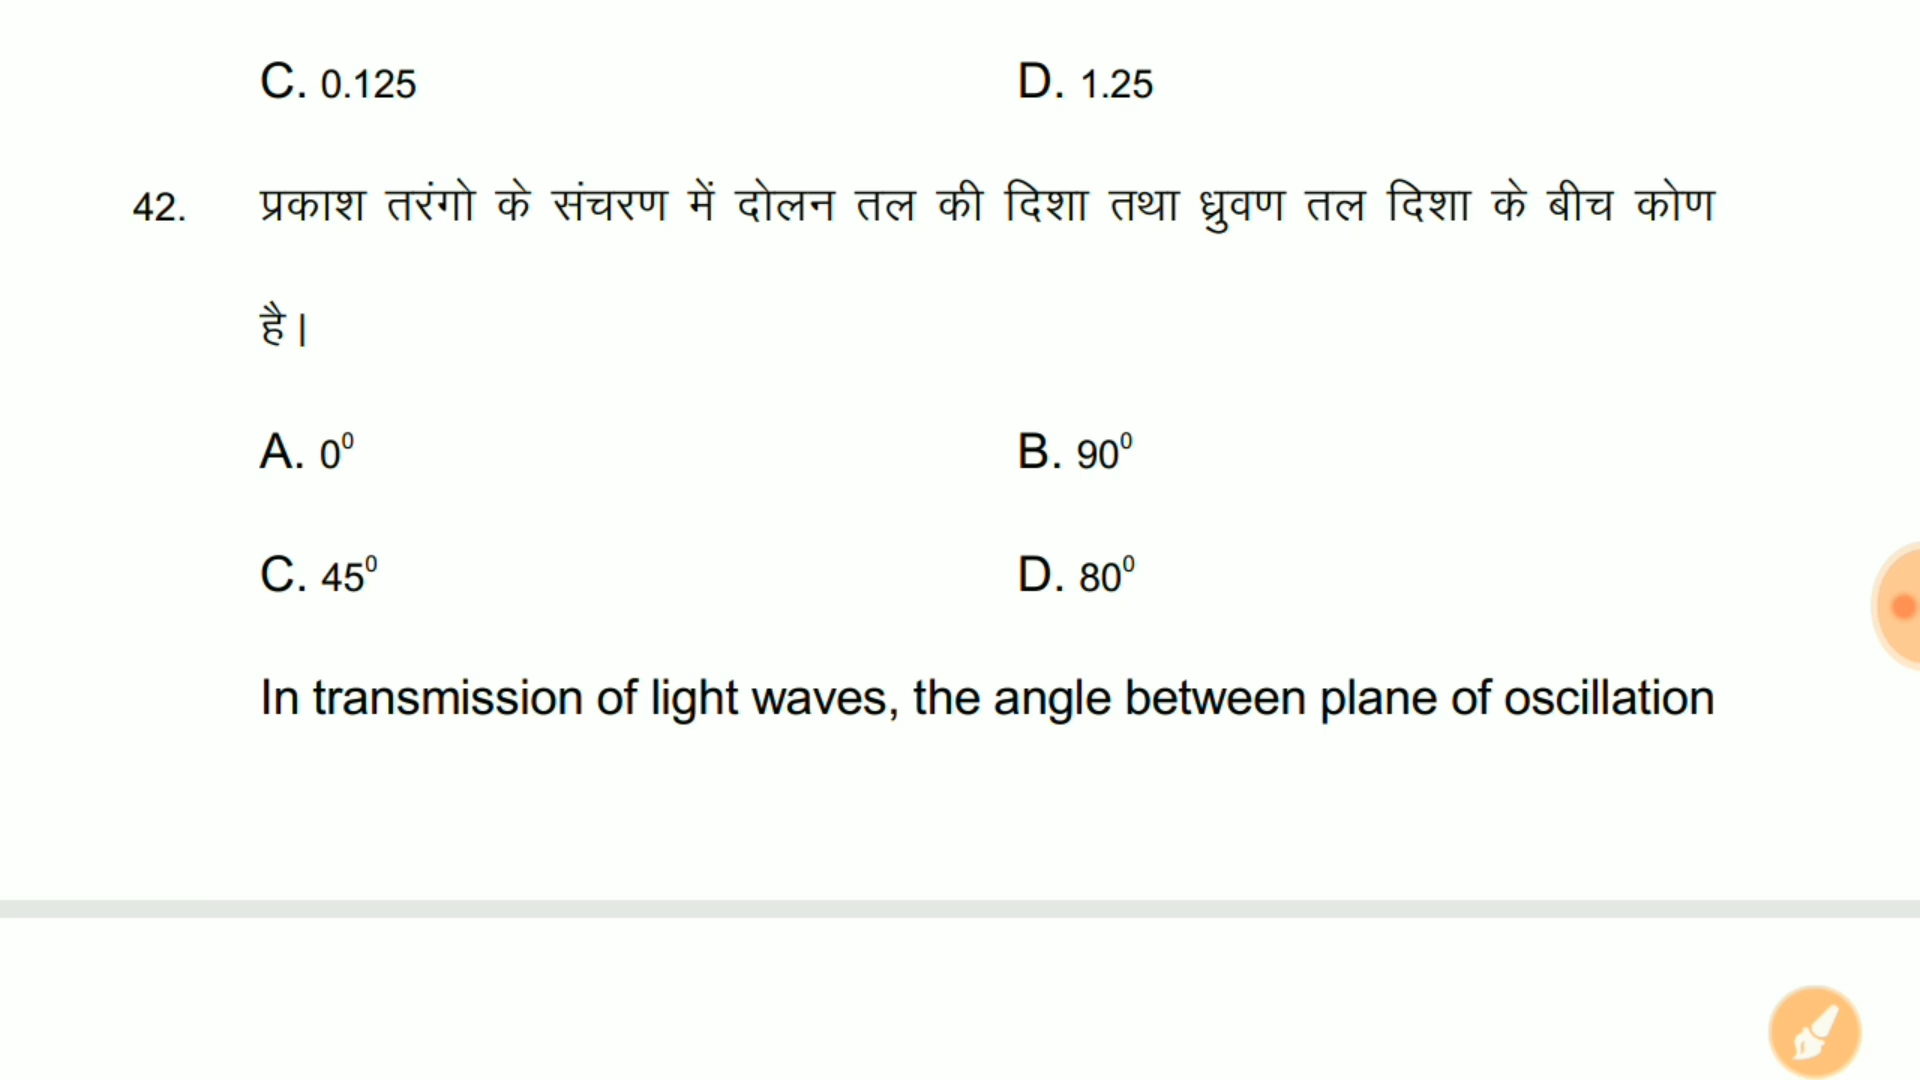 C. 0.125 D. 1.25
42. प्रकाश तरंगो के संचरण में दोलन तल की दिशा तथा ध्रुवण तल दिशा के बीच कोण
है।
A. 0⁰ B. 90⁰
C. 45⁰ D. 80⁰
In transmission of light waves, the angle between plane of oscillation